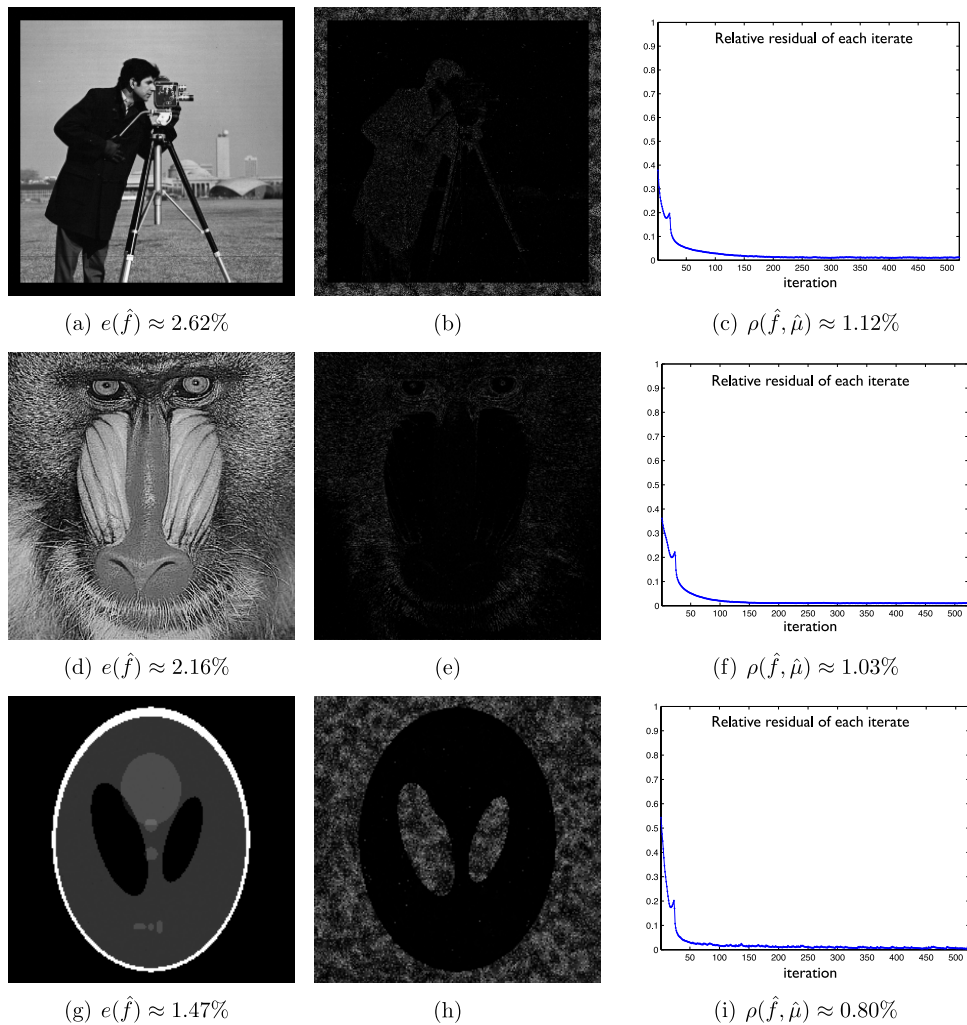 Relative residual of each iterate
1
0.9
0.8
0.7
0.6
0.5
0.4
0.3
0.2
0.1
0
50 100 150 200 250 300 350 400 450 500
iteration
(a) e(f̂) ≈ 2.62%
(b)
(c) ρ(f̂, μ̂) ≈ 1.12%
Relative residual of each iterate
1
0.9
0.8
0.7
0.6
0.5
0.4
0.3
0.2
0.1
0
50 100 150 200 250 300 350 400 450 500
iteration
(d) e(f̂) ≈ 2.16%
(e)
(f) ρ(f̂, μ̂) ≈ 1.03%
Relative residual of each iterate
1
0.9
0.8
0.7
0.6
0.5
0.4
0.3
0.2
0.1
0
50 100 150 200 250 300 350 400 450 500
iteration
(g) e(f̂) ≈ 1.47%
(h)
(i) ρ(f̂, μ̂) ≈ 0.80%